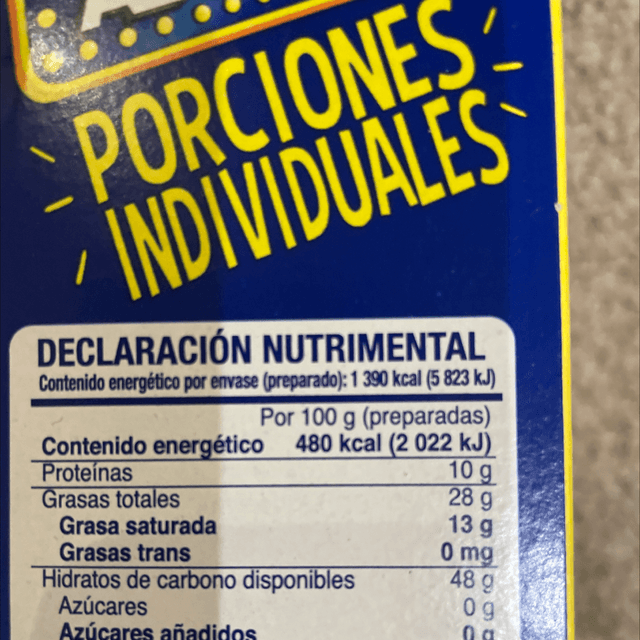 PORCIONES
INDIVIDUALES
DECLARACIÓN NUTRIMENTAL
Contenido energético por envase (preparado): 1 390 kcal (5 823 kJ)
Por 100 g (preparadas)
Contenido energético 480 kcal (2 022 kJ)
Proteínas 10 g
Grasas totales 28 g
Grasa saturada 13 g
Grasas trans 0 mg
Hidratos de carbono disponibles 48 g
Azúcares 0 g
Azúcares añadidos 0 g